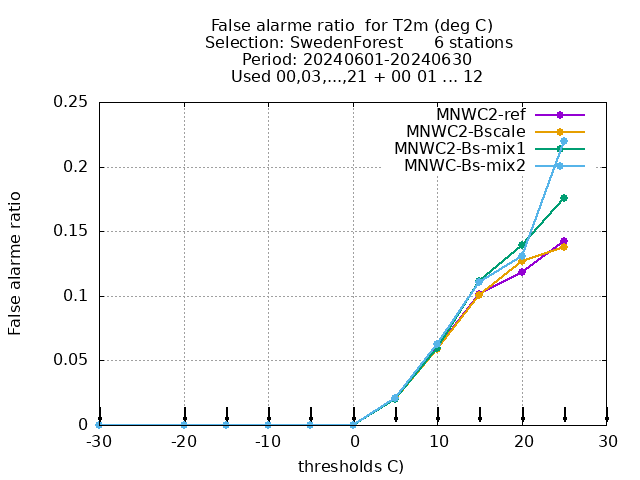 False alarme ratio  for T2m (deg C)
Selection: SwedenForest      6 stations
Period: 20240601-20240630
Used 00,03,...,21 + 00 01 ... 12
MNWC2-ref
MNWC2-Bscale
MNWC2-Bs-mix1
MNWC-Bs-mix2
False alarme ratio
0.25
0.2
0.15
0.1
0.05
0
-30 -20 -10 0 10 20 30
thresholds C)